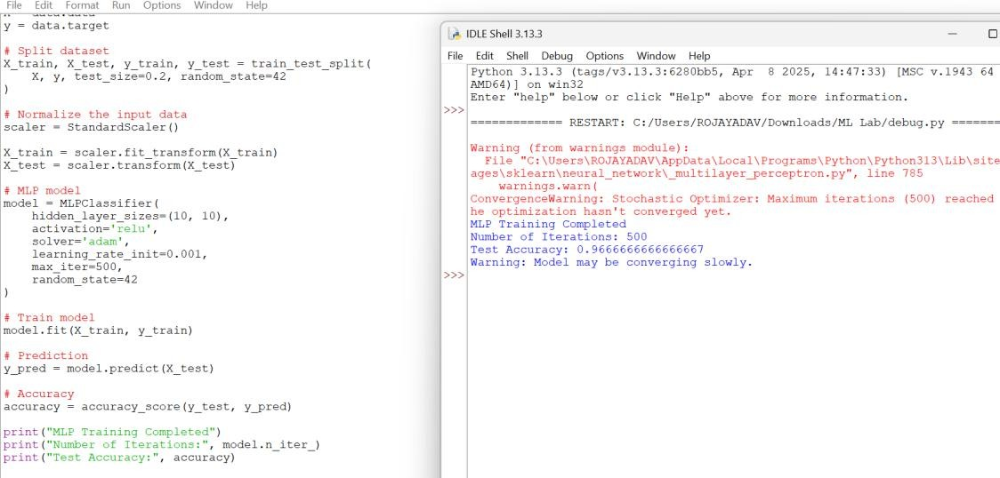 File Edit Format Run Options Window Help
y = data.target
# Split dataset
X_train, X_test, y_train, y_test = train_test_split(
    X, y, test_size=0.2, random_state=42
)
# Normalize the input data
scaler = StandardScaler()
X_train = scaler.fit_transform(X_train)
X_test = scaler.transform(X_test)
# MLP model
model = MLPClassifier(
    hidden_layer_sizes=(10, 10),
    activation='relu',
    solver='adam',
    learning_rate_init=0.001,
    max_iter=500,
    random_state=42
)
# Train model
model.fit(X_train, y_train)
# Prediction
y_pred = model.predict(X_test)
# Accuracy
accuracy = accuracy_score(y_test, y_pred)
print("MLP Training Completed")
print("Number of Iterations:", model.n_iter_)
print("Test Accuracy:", accuracy)
IDLE Shell 3.13.3
File Edit Shell Debug Options Window Help
Python 3.13.3 (tags/v3.13.3:6280bb5, Apr  8 2025, 14:47:33) [MSC v.1943 64
AMD64)] on win32
Enter "help" below or click "Help" above for more information.
>>>
============= RESTART: C:/Users/ROJAYADAV/Downloads/ML Lab/debug.py =======
Warning (from warnings module):
  File "C:\Users\ROJAYADAV\AppData\Local\Programs\Python\Python313\Lib\site
ages\sklearn\neural_network\_multilayer_perceptron.py", line 785
    warnings.warn(
ConvergenceWarning: Stochastic Optimizer: Maximum iterations (500) reached
he optimization hasn't converged yet.
MLP Training Completed
Number of Iterations: 500
Test Accuracy: 0.9666666666666667
Warning: Model may be converging slowly.
>>>